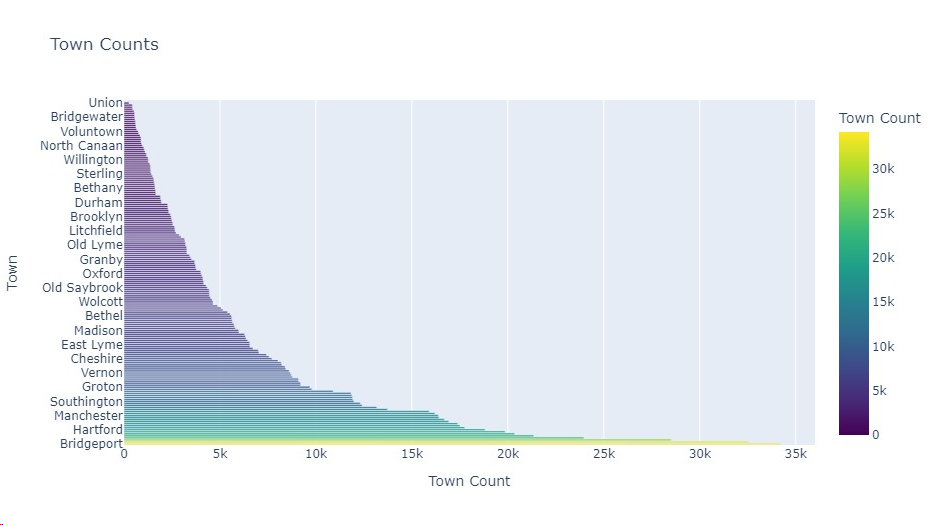 Town Counts
Union
Bridgewater
Voluntown
North Canaan
Willington
Sterling
Bethany
Durham
Brooklyn
Litchfield
Old Lyme
Granby
Oxford
Old Saybrook
Wolcott
Bethel
Madison
East Lyme
Cheshire
Vernon
Groton
Southington
Manchester
Hartford
Bridgeport
Town
0 5k 10k 15k 20k 25k 30k 35k
Town Count
Town Count
30k
25k
20k
15k
10k
5k
0